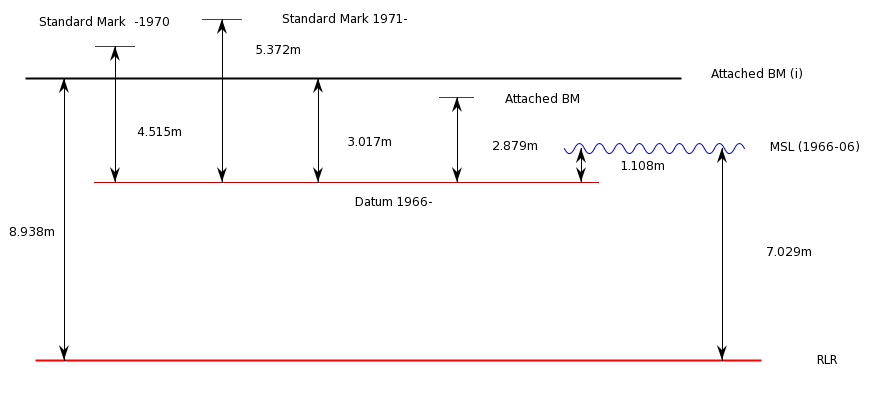 Standard Mark -1970
Standard Mark 1971-
5.372m
Attached BM (i)
Attached BM
4.515m
3.017m
2.879m
MSL (1966-06)
1.108m
Datum 1966-
8.938m
7.029m
RLR